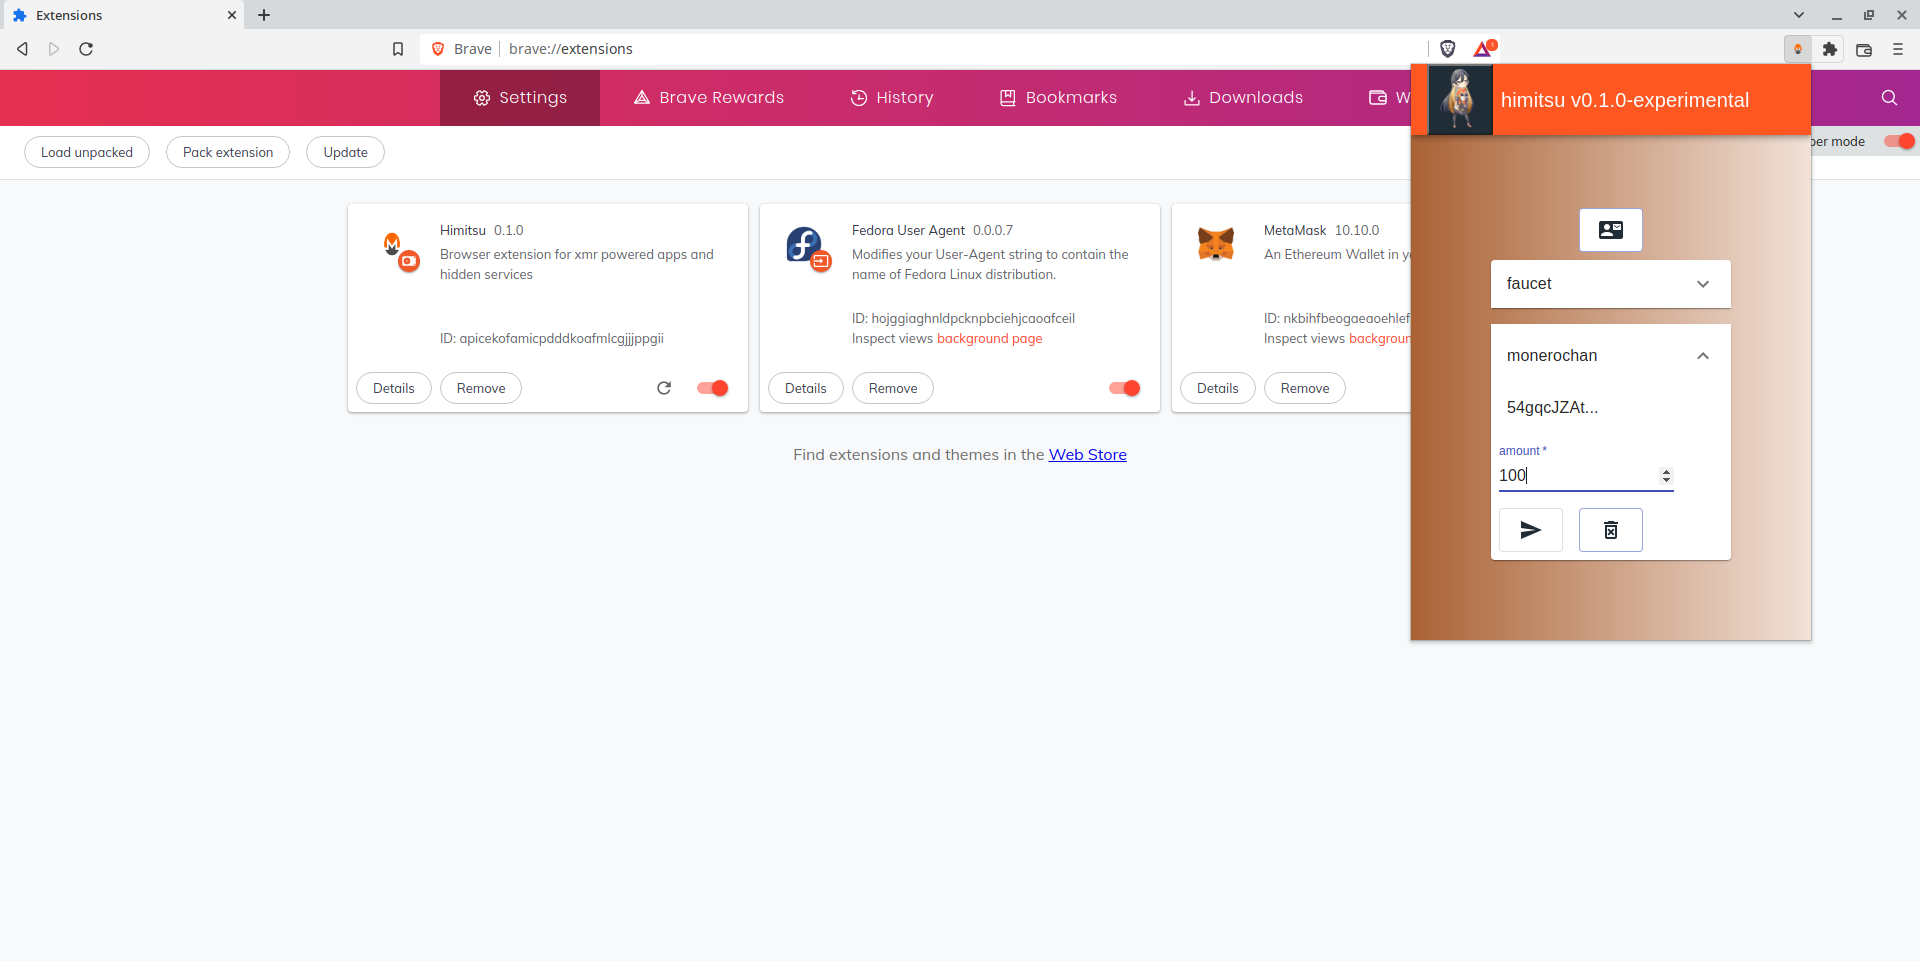 Extensions
Brave
brave://extensions
1
Settings
Brave Rewards
History
Bookmarks
Downloads
W
himitsu v0.1.0-experimental
Load unpacked
Pack extension
Update
per mode
Himitsu 0.1.0
Browser extension for xmr powered apps and
hidden services
ID: apicekofamicpdddkoafmlcgjjjppgii
Details
Remove
Fedora User Agent 0.0.0.7
Modifies your User-Agent string to contain the
name of Fedora Linux distribution.
ID: hojggiaghnldpcknpbciehjcaoafceil
Inspect views background page
Details
Remove
MetaMask 10.10.0
An Ethereum Wallet in yo
ID: nkbihfbeogaeaoehlef
Inspect views backgroun
Details
Remove
Find extensions and themes in the Web Store
faucet
monerochan
54gqcJZAt...
amount *
100